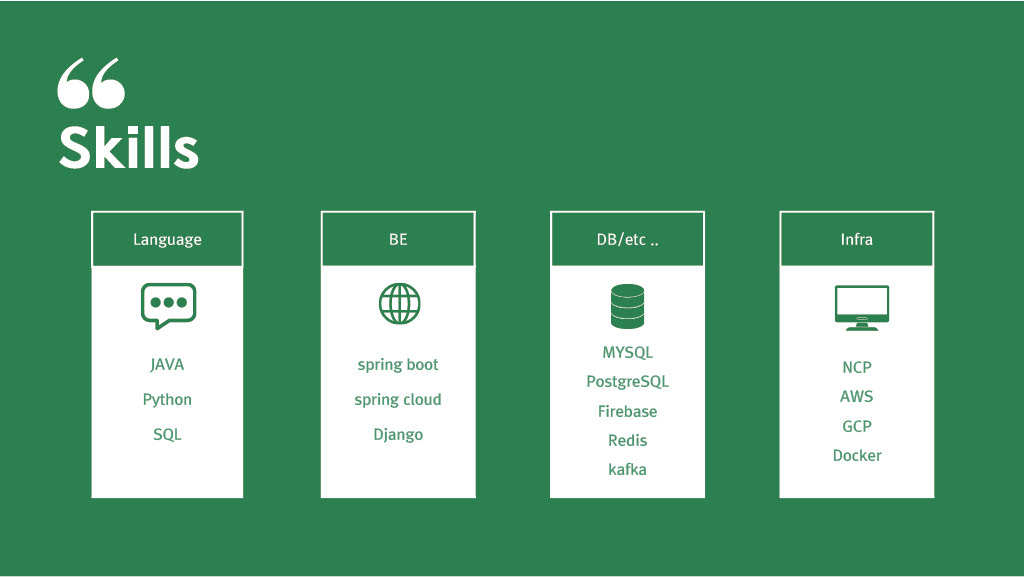 “
Skills
Language
JAVA
Python
SQL
BE
spring boot
spring cloud
Django
DB/etc ..
MYSQL
PostgreSQL
Firebase
Redis
kafka
Infra
NCP
AWS
GCP
Docker